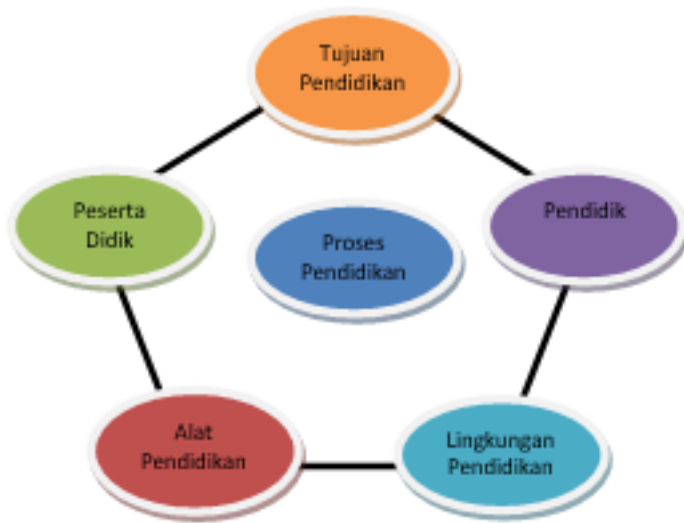 Tujuan
Pendidikan
Peserta
Didik
Pendidik
Proses
Pendidikan
Alat
Pendidikan
Lingkungan
Pendidikan